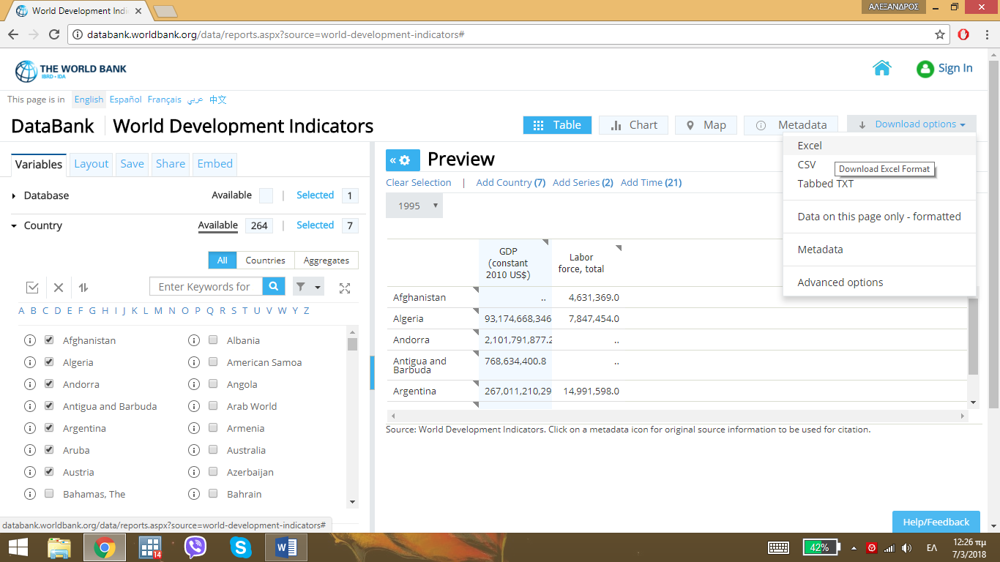 World Development Indi
ΑΛΕΞΑΝΔΡΟΣ
databank.worldbank.org/data/reports.aspx?source=world-development-indicators#
THE WORLD BANK
IBRD • IDA
Sign In
This page is in English Español Français عربي 中文
DataBank World Development Indicators
Table Chart Map Metadata Download options
Variables Layout Save Share Embed
« Preview
Excel
CSV
Download Excel Format
Tabbed TXT
Data on this page only - formatted
Metadata
Advanced options
Clear Selection | Add Country (7) Add Series (2) Add Time (21)
Database Available | Selected 1
1995
Country Available 264 | Selected 7
All Countries Aggregates
Enter Keywords for
A B C D E F G H I J K L M N O P Q R S T U V W Y Z
Afghanistan Albania
Algeria American Samoa
Andorra Angola
Antigua and Barbuda Arab World
Argentina Armenia
Aruba Australia
Austria Azerbaijan
Bahamas, The Bahrain
GDP
(constant
2010 US$)
Labor
force, total
Afghanistan .. 4,631,369.0
Algeria 93,174,668,346 7,847,454.0
Andorra 2,101,791,877.2 ..
Antigua and
Barbuda
768,634,400.8 ..
Argentina 267,011,210,29 14,991,598.0
Source: World Development Indicators. Click on a metadata icon for original source information to be used for citation.
Help/Feedback
databank.worldbank.org/data/reports.aspx?source=world-development-indicators#
14
42%
ΕΛ
12:26 πμ
7/3/2018